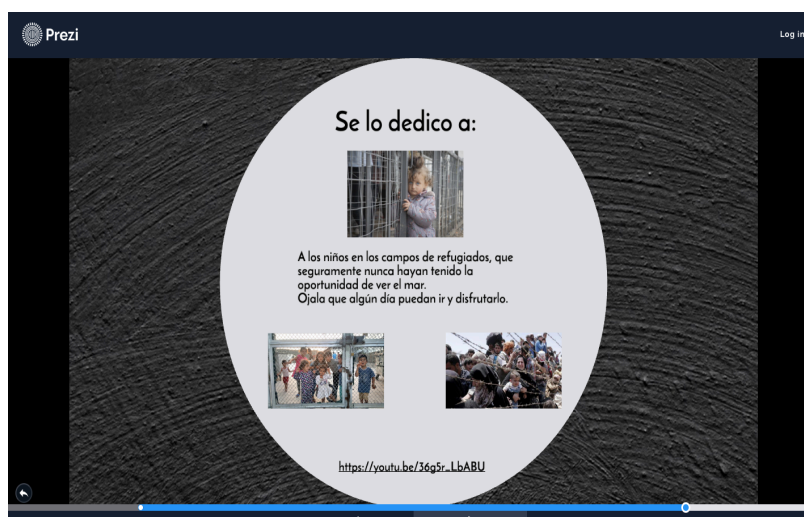 Prezi
Log in
Se lo dedico a:
A los niños en los campos de refugiados, que
seguramente nunca hayan tenido la
oportunidad de ver el mar.
Ojala que algún día puedan ir y disfrutarlo.
https://youtu.be/36g5r_LbABU